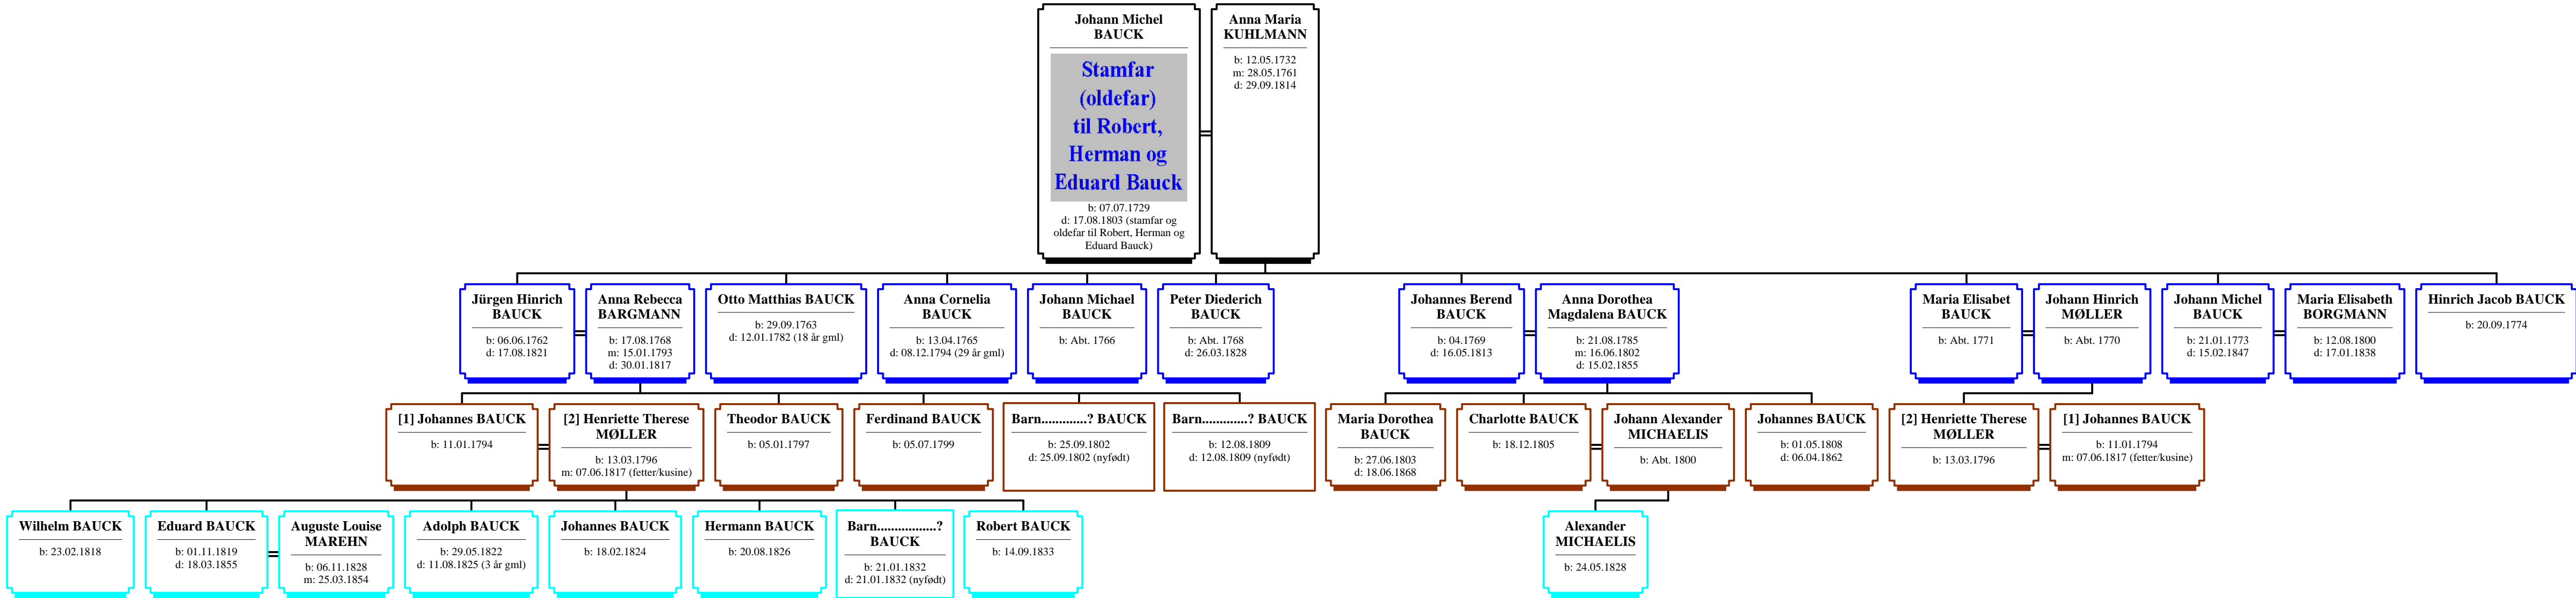 Johann Michel
BAUCK
Stamfar
(oldefar)
til Robert,
Herman og
Eduard Bauck
b: 07.07.1729
d: 17.08.1803 (stamfar og
oldefar til Robert, Herman og
Eduard Bauck)
Anna Maria
KUHLMANN
b: 12.05.1732
m: 28.05.1761
d: 29.09.1814
Jürgen Hinrich
BAUCK
b: 06.06.1762
d: 17.08.1821
Anna Rebecca
BARGMANN
b: 17.08.1768
m: 15.01.1793
d: 30.01.1817
Otto Matthias BAUCK
b: 29.09.1763
d: 12.01.1782 (18 år gml)
Anna Cornelia
BAUCK
b: 13.04.1765
d: 08.12.1794 (29 år gml)
Johann Michael
BAUCK
b: Abt. 1766
Peter Diederich
BAUCK
b: Abt. 1768
d: 26.03.1828
Johannes Berend
BAUCK
b: 04.1769
d: 16.05.1813
Anna Dorothea
Magdalena BAUCK
b: 21.08.1785
m: 16.06.1802
d: 15.02.1855
Maria Elisabet
BAUCK
b: Abt. 1771
Johann Hinrich
MØLLER
b: Abt. 1770
Johann Michel
BAUCK
b: 21.01.1773
d: 15.02.1847
Maria Elisabeth
BORGMANN
b: 12.08.1800
d: 17.01.1838
Hinrich Jacob BAUCK
b: 20.09.1774
[1] Johannes BAUCK
b: 11.01.1794
[2] Henriette Therese
MØLLER
b: 13.03.1796
m: 07.06.1817 (fetter/kusine)
Theodor BAUCK
b: 05.01.1797
Ferdinand BAUCK
b: 05.07.1799
Barn.............? BAUCK
b: 25.09.1802
d: 25.09.1802 (nyfødt)
Barn.............? BAUCK
b: 12.08.1809
d: 12.08.1809 (nyfødt)
Maria Dorothea
BAUCK
b: 27.06.1803
d: 18.06.1868
Charlotte BAUCK
b: 18.12.1805
Johann Alexander
MICHAELIS
b: Abt. 1800
Johannes BAUCK
b: 01.05.1808
d: 06.04.1862
[2] Henriette Therese
MØLLER
b: 13.03.1796
[1] Johannes BAUCK
b: 11.01.1794
m: 07.06.1817 (fetter/kusine)
Wilhelm BAUCK
b: 23.02.1818
Eduard BAUCK
b: 01.11.1819
d: 18.03.1855
Auguste Louise
MAREHN
b: 06.11.1828
m: 25.03.1854
Adolph BAUCK
b: 29.05.1822
d: 11.08.1825 (3 år gml)
Johannes BAUCK
b: 18.02.1824
Hermann BAUCK
b: 20.08.1826
Barn.................?
BAUCK
b: 21.01.1832
d: 21.01.1832 (nyfødt)
Robert BAUCK
b: 14.09.1833
Alexander
MICHAELIS
b: 24.05.1828